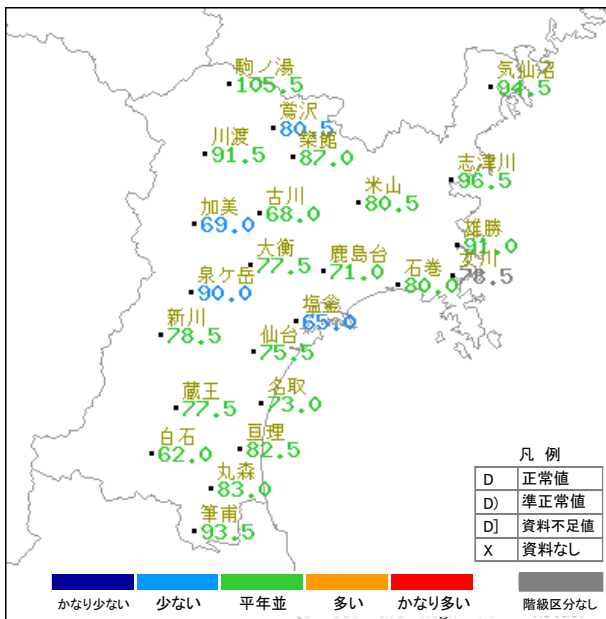 駒ノ湯
105.5
気仙沼
94.5
鶯沢
80.5
川渡
91.5
築館
87.0
志津川
96.5
米山
80.5
加美
69.0
古川
68.0
雄勝
91.0
大衡
77.5
鹿島台
71.0
女川
78.5
石巻
80.0
泉ケ岳
90.0
塩釜
65.0
新川
78.5
仙台
75.5
蔵王
77.5
名取
73.0
白石
62.0
亘理
82.5
丸森
83.0
筆甫
93.5
凡 例
D 正常値
D) 準正常値
D] 資料不足値
X 資料なし
かなり少ない 少ない 平年並 多い かなり多い 階級区分なし